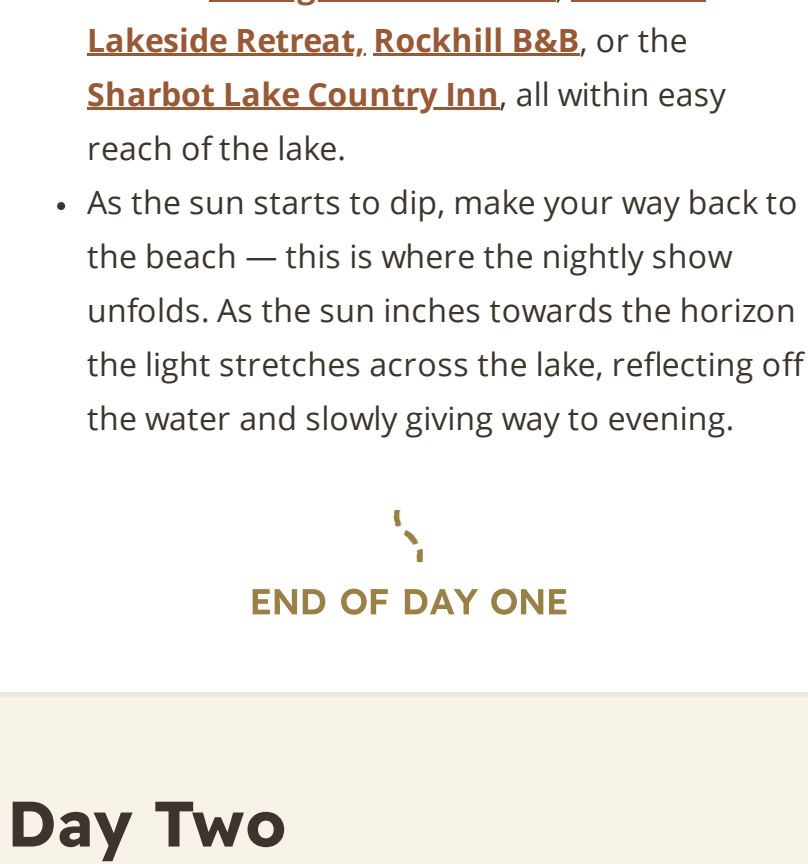 Lakeside Retreat, Rockhill B&B, or the
Sharbot Lake Country Inn, all within easy
reach of the lake.
• As the sun starts to dip, make your way back to
the beach — this is where the nightly show
unfolds. As the sun inches towards the horizon
the light stretches across the lake, reflecting off
the water and slowly giving way to evening.
END OF DAY ONE
Day Two